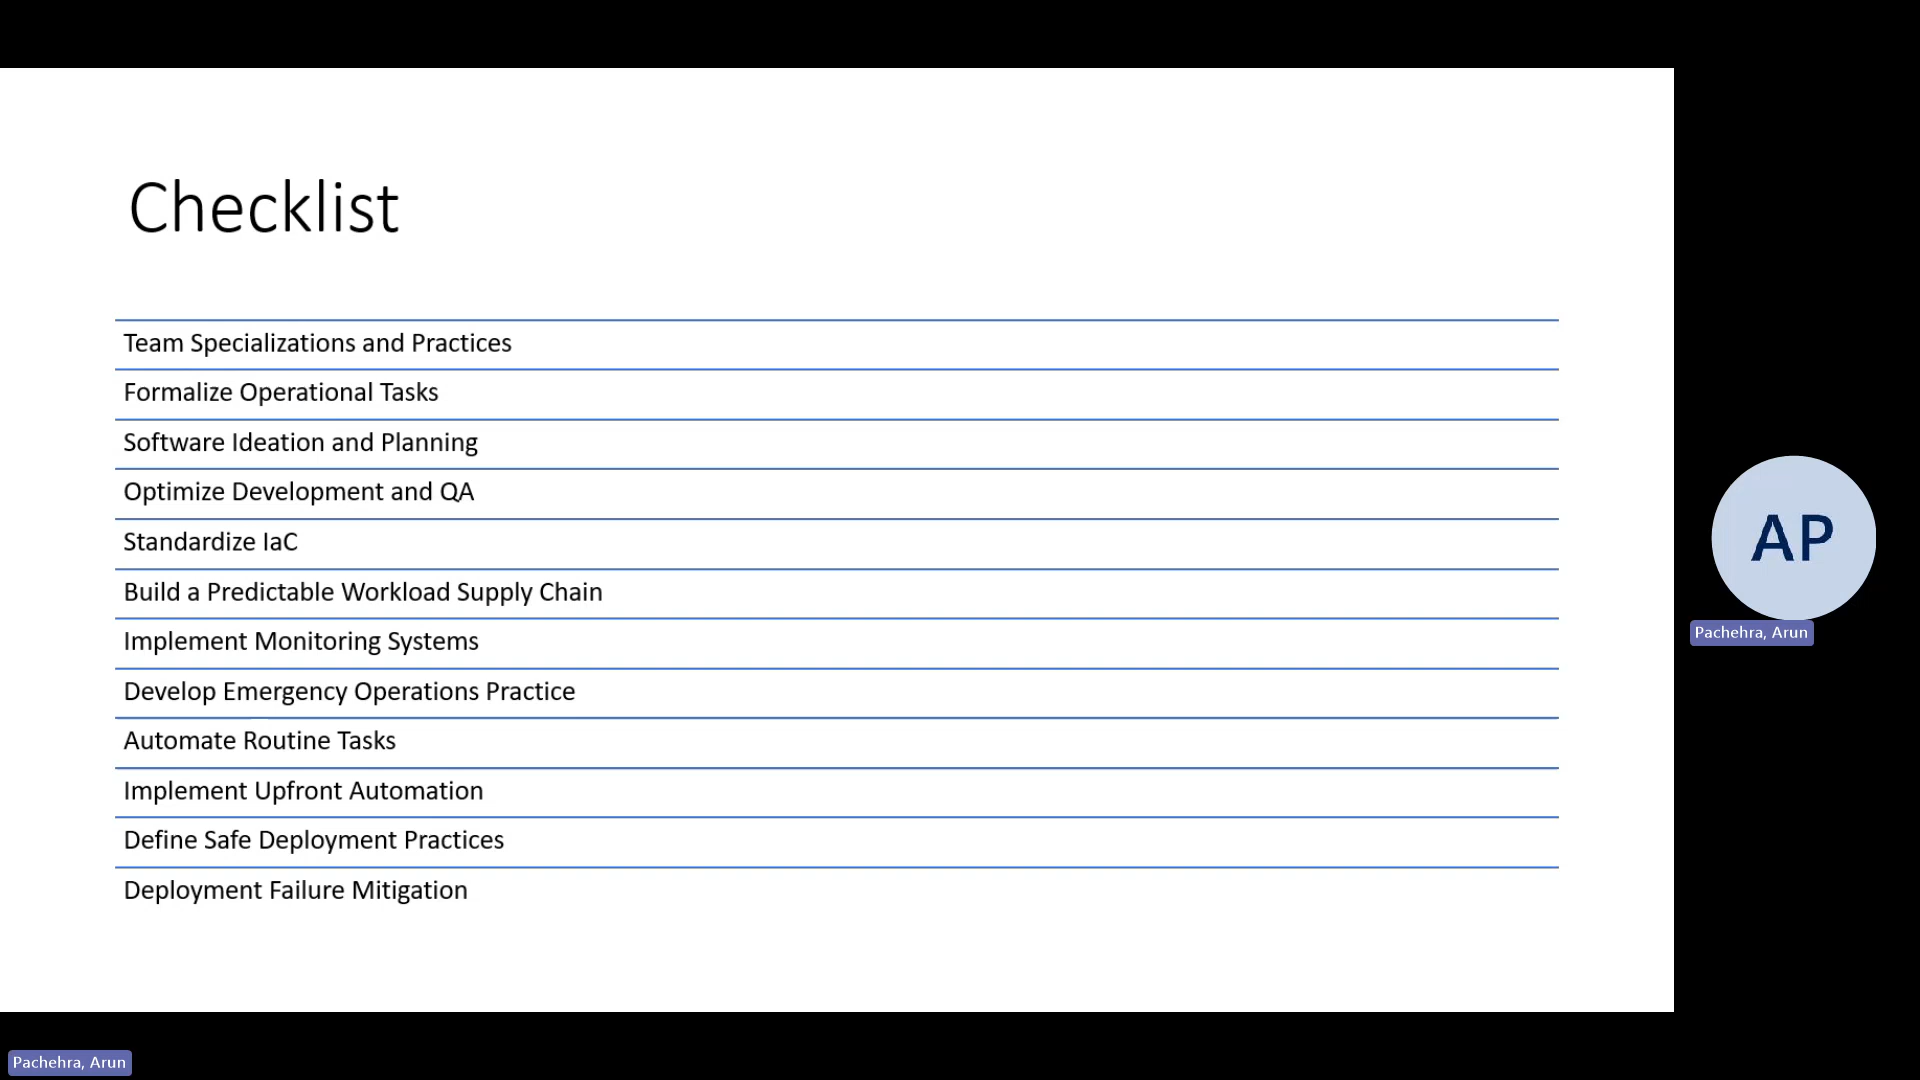 Checklist
Team Specializations and Practices
Formalize Operational Tasks
Software Ideation and Planning
Optimize Development and QA
Standardize IaC
Build a Predictable Workload Supply Chain
Implement Monitoring Systems
Develop Emergency Operations Practice
Automate Routine Tasks
Implement Upfront Automation
Define Safe Deployment Practices
Deployment Failure Mitigation
AP
Pachehra, Arun
Pachehra, Arun